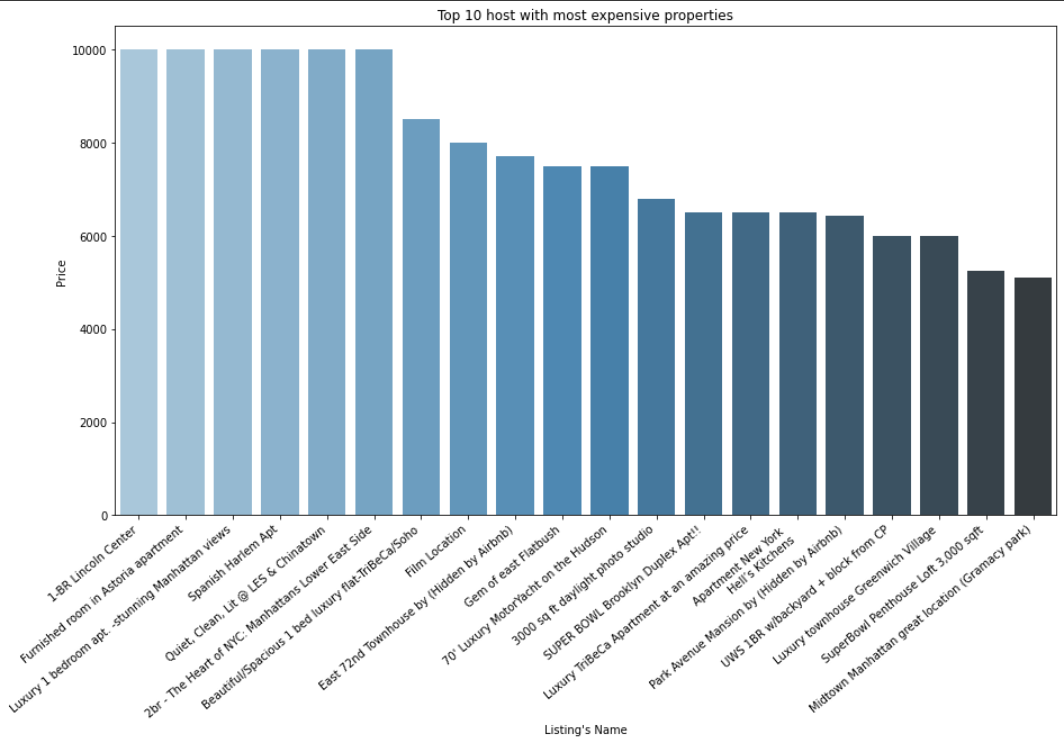 Top 10 host with most expensive properties
10000
8000
6000
4000
2000
0
Price
1-BR Lincoln Center
Furnished room in Astoria apartment
Luxury 1 bedroom apt. -stunning Manhattan views
Spanish Harlem Apt
Quiet, Clean, Lit @ LES & Chinatown
2br - The Heart of NYC: Manhattans Lower East Side
Beautiful/Spacious 1 bed luxury flat-TriBeCa/Soho
Film Location
East 72nd Townhouse by (Hidden by Airbnb)
Gem of east Flatbush
70' Luxury MotorYacht on the Hudson
3000 sq ft daylight photo studio
SUPER BOWL Brooklyn Duplex Apt!!
Luxury TriBeCa Apartment at an amazing price
Apartment New York
Hell's Kitchens
Park Avenue Mansion by (Hidden by Airbnb)
UWS 1BR w/backyard + block from CP
Luxury townhouse Greenwich Village
SuperBowl Penthouse Loft 3,000 sqft
Midtown Manhattan great location (Gramacy park)
Listing's Name